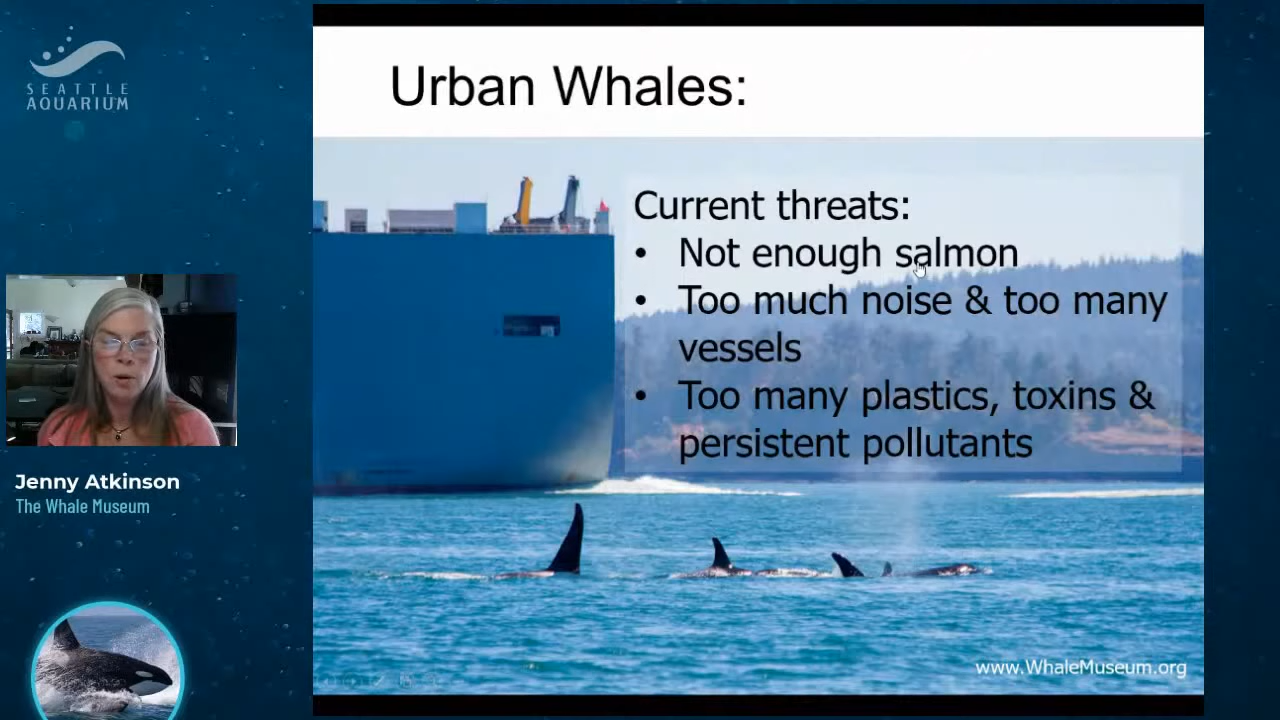 SEATTLE
AQUARIUM
Urban Whales:
Current threats:
• Not enough salmon
• Too much noise & too many
vessels
• Too many plastics, toxins &
persistent pollutants
www.WhaleMuseum.org
Jenny Atkinson
The Whale Museum